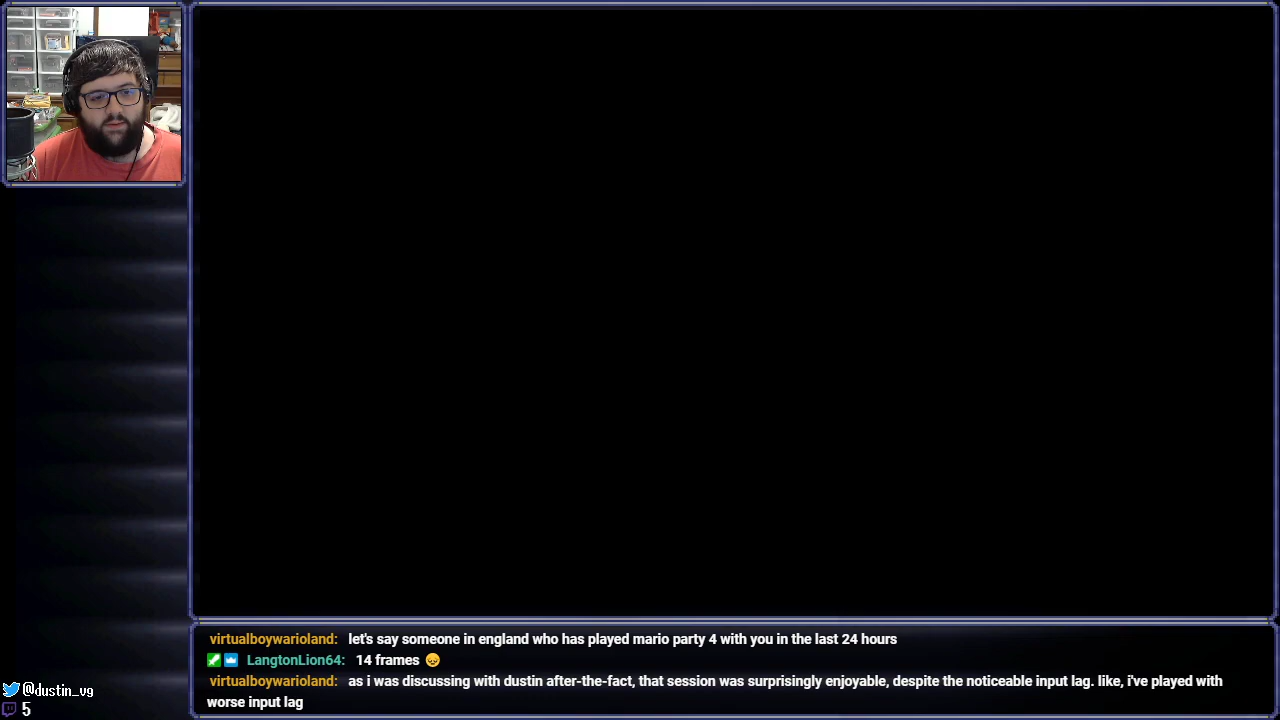 virtualboywarioland: let's say someone in england who has played mario party 4 with you in the last 24 hours
LangtonLion64: 14 frames 😞
virtualboywarioland: as i was discussing with dustin after-the-fact, that session was surprisingly enjoyable, despite the noticeable input lag. like, i've played with
worse input lag
@dustin_vg
5